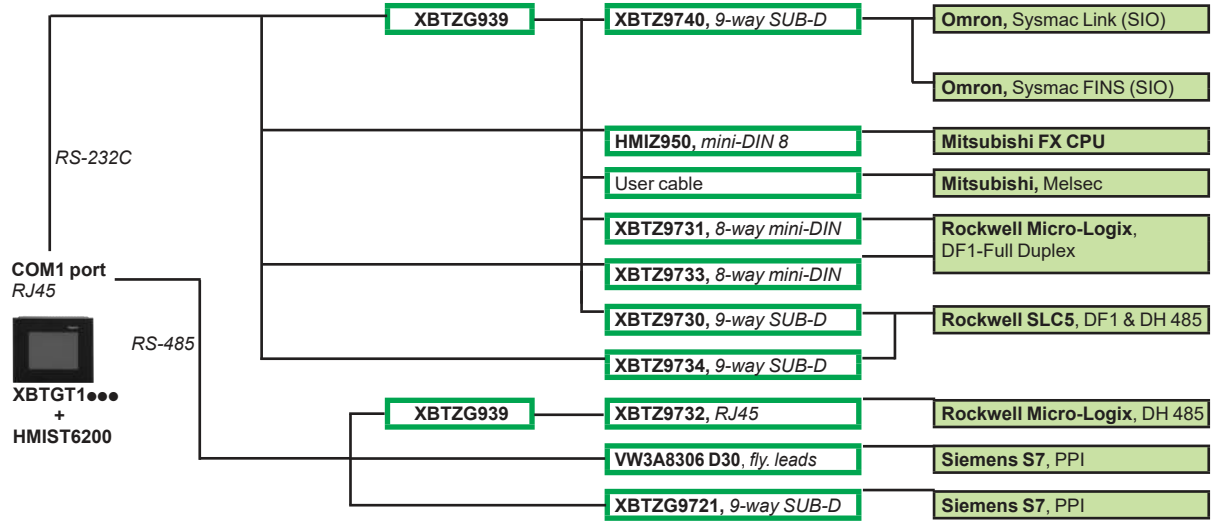 XBTZG939
XBTZ9740, 9-way SUB-D
Omron, Sysmac Link (SIO)
Omron, Sysmac FINS (SIO)
RS-232C
HMIZ950, mini-DIN 8
Mitsubishi FX CPU
User cable
Mitsubishi, Melsec
XBTZ9731, 8-way mini-DIN
Rockwell Micro-Logix,
DF1-Full Duplex
COM1 port
RJ45
XBTZ9733, 8-way mini-DIN
XBTZ9730, 9-way SUB-D
Rockwell SLC5, DF1 & DH 485
RS-485
XBTZ9734, 9-way SUB-D
XBTGT1●●●
+
HMIST6200
XBTZG939
XBTZ9732, RJ45
Rockwell Micro-Logix, DH 485
VW3A8306 D30, fly. leads
Siemens S7, PPI
XBTZG9721, 9-way SUB-D
Siemens S7, PPI